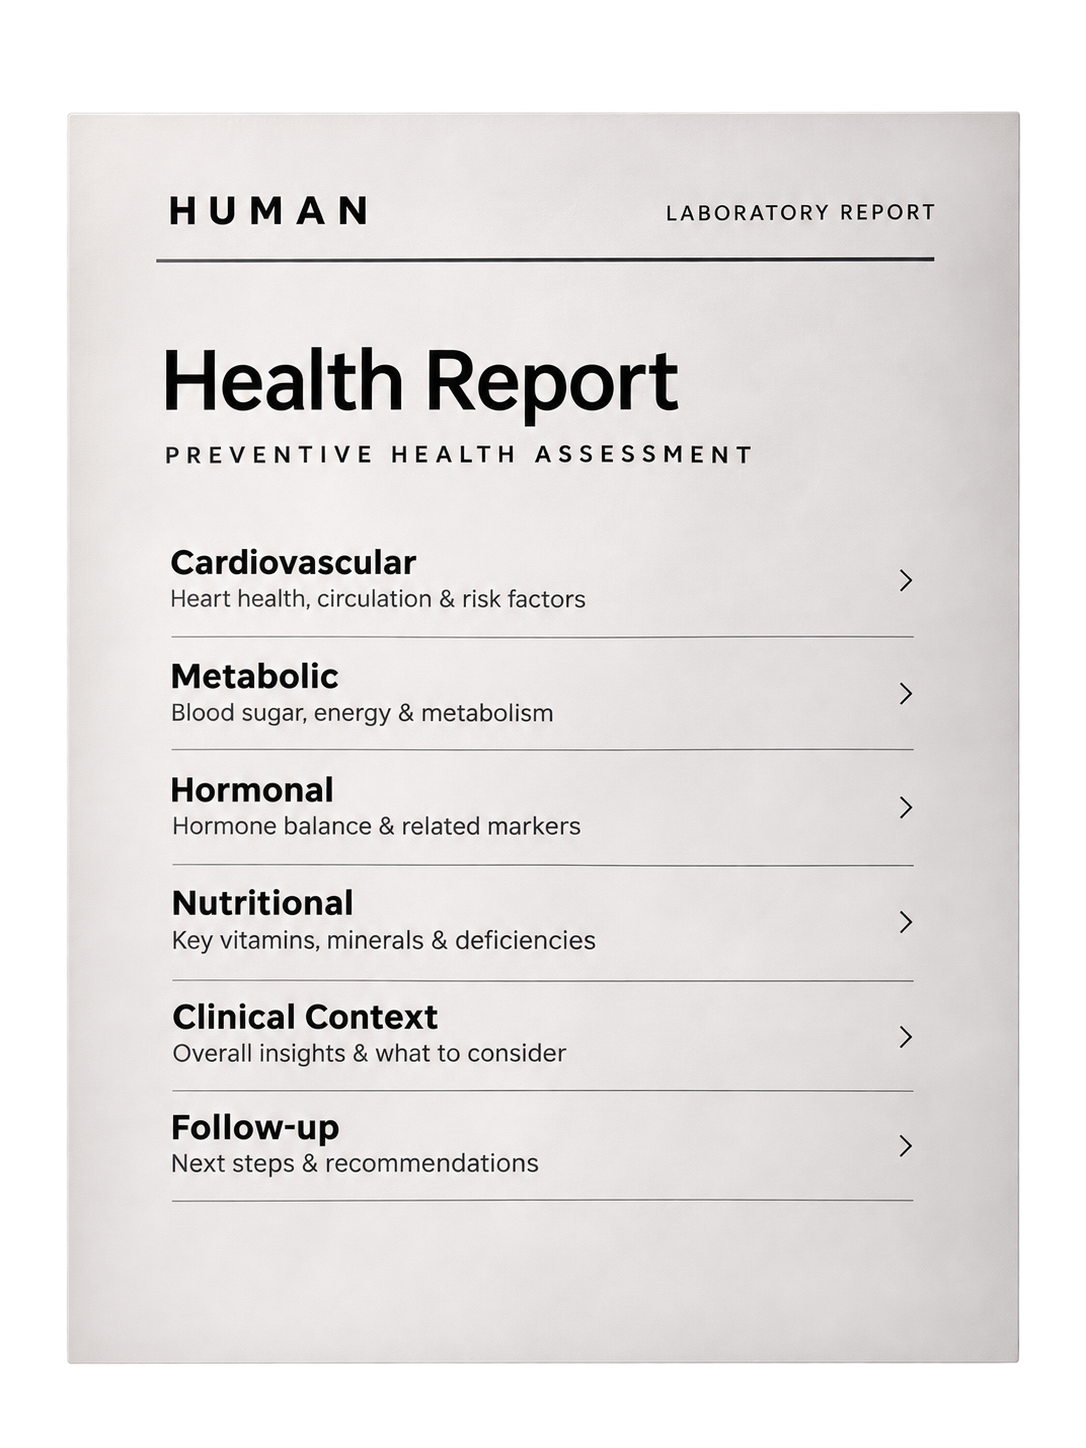 HUMAN
LABORATORY REPORT
Health Report
PREVENTIVE HEALTH ASSESSMENT
Cardiovascular
Heart health, circulation & risk factors
Metabolic
Blood sugar, energy & metabolism
Hormonal
Hormone balance & related markers
Nutritional
Key vitamins, minerals & deficiencies
Clinical Context
Overall insights & what to consider
Follow-up
Next steps & recommendations